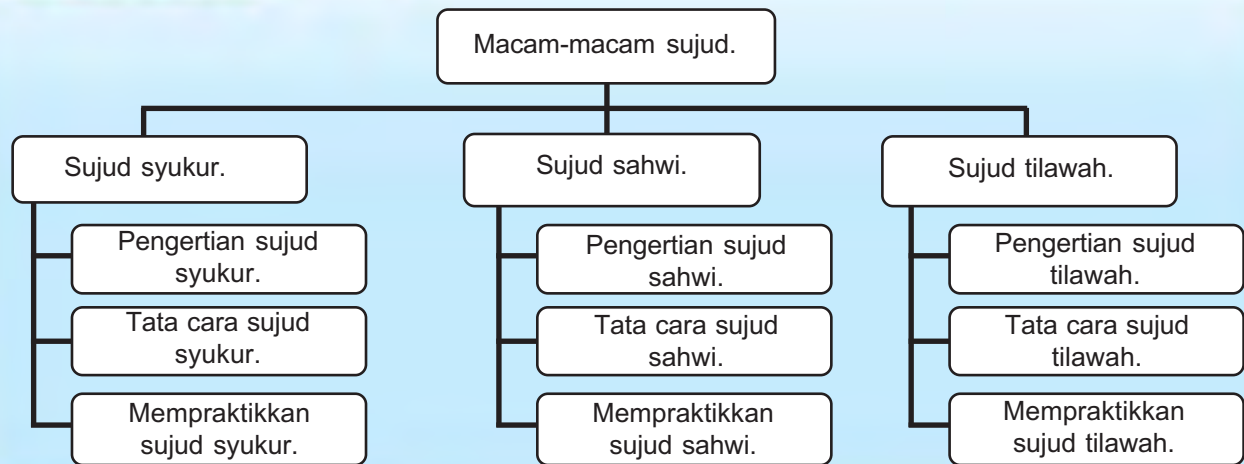 Macam-macam sujud.
Sujud syukur.
Sujud sahwi.
Sujud tilawah.
Pengertian sujud
syukur.
Tata cara sujud
syukur.
Mempraktikkan
sujud syukur.
Pengertian sujud
sahwi.
Tata cara sujud
sahwi.
Mempraktikkan
sujud sahwi.
Pengertian sujud
tilawah.
Tata cara sujud
tilawah.
Mempraktikkan
sujud tilawah.